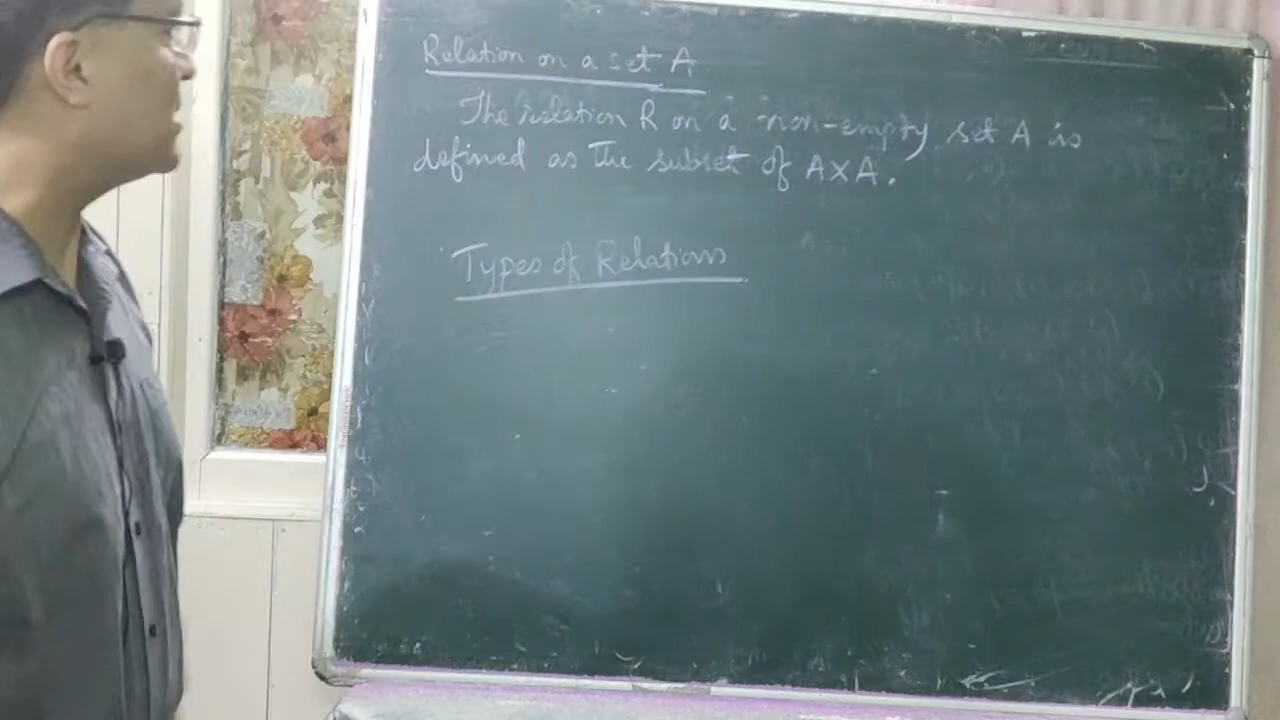 Relation on a set A
The relation R on a non-empty set A is
defined as the subset of A×A.
Types of Relations